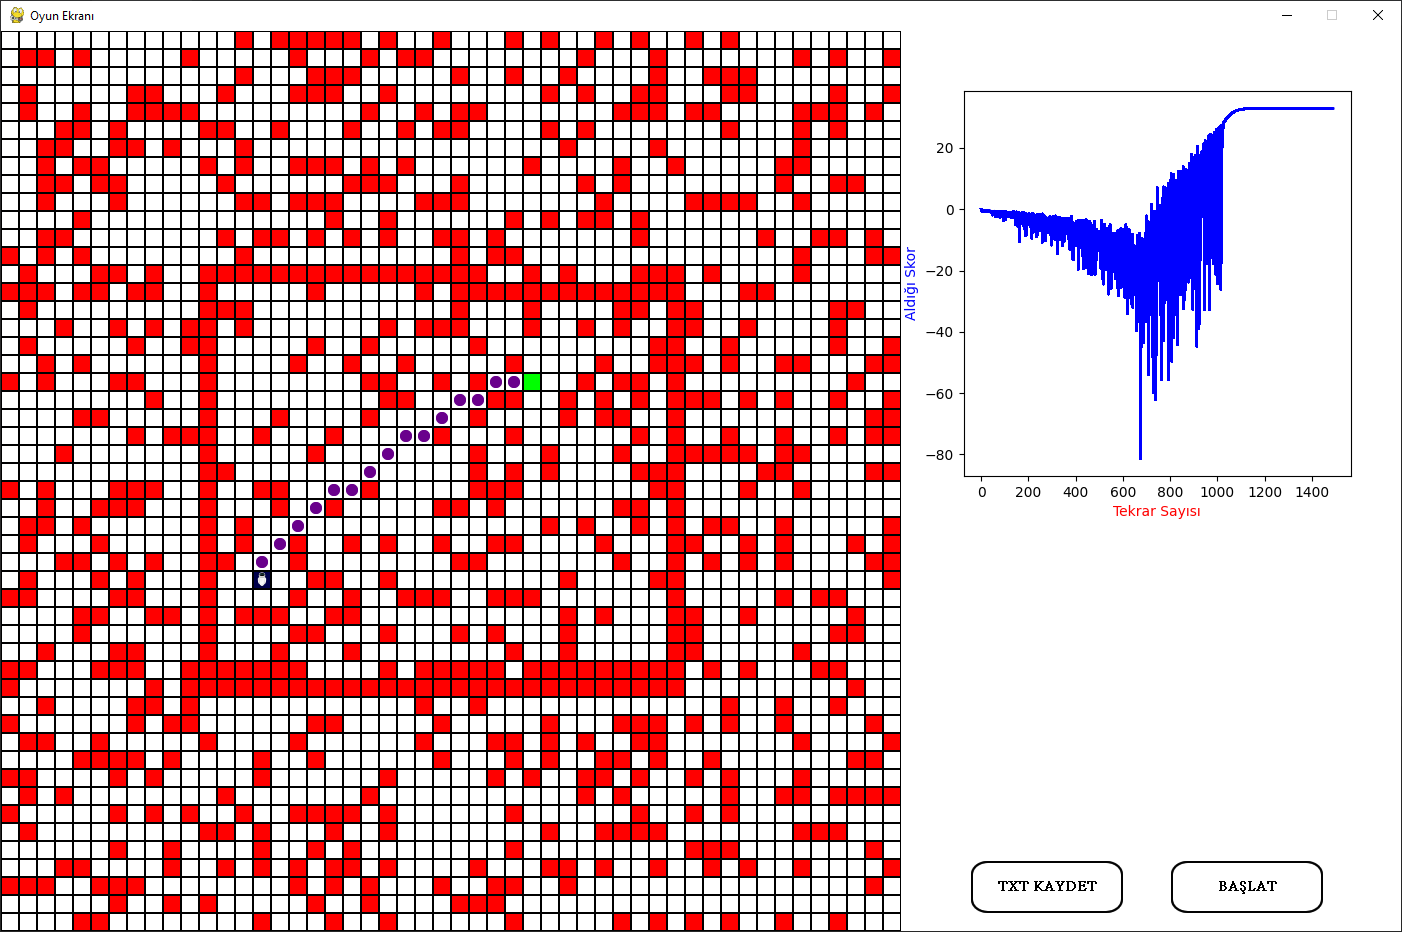 Oyun Ekranı
20
0
−20
−40
−60
−80
Aldığı Skor
0 200 400 600 800 1000 1200 1400
Tekrar Sayısı
TXT KAYDET
BAŞLAT